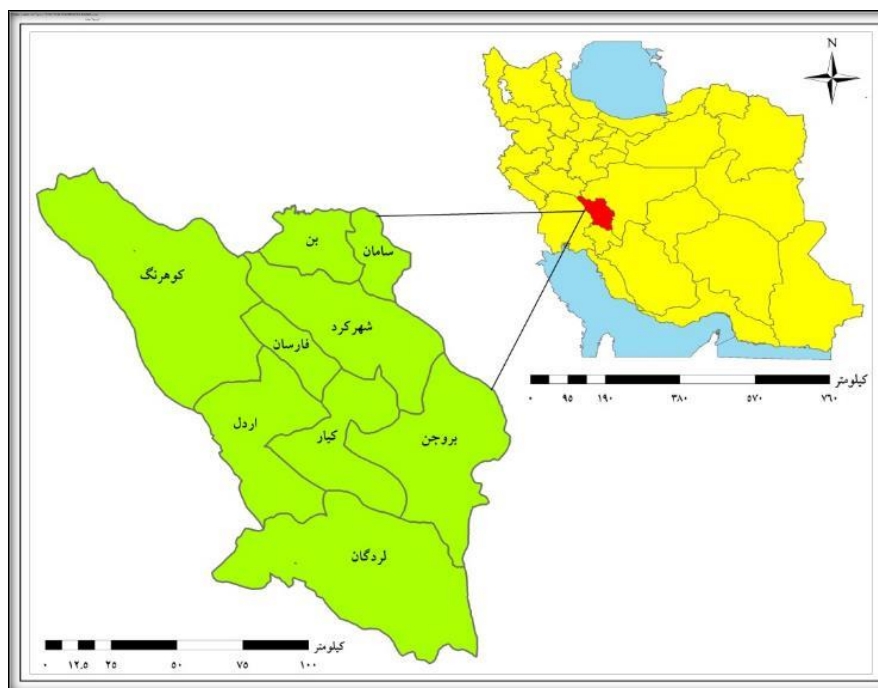 N
بن
سامان
کوهرنگ
شهرکرد
فارسان
اردل
کیار
بروجن
لردگان
کیلومتر
۰ ۹۵ ۱۹۰ ۳۸۰ ۵۷۰ ۷۶۰
کیلومتر
۰ ۱۲.۵ ۲۵ ۵۰ ۷۵ ۱۰۰